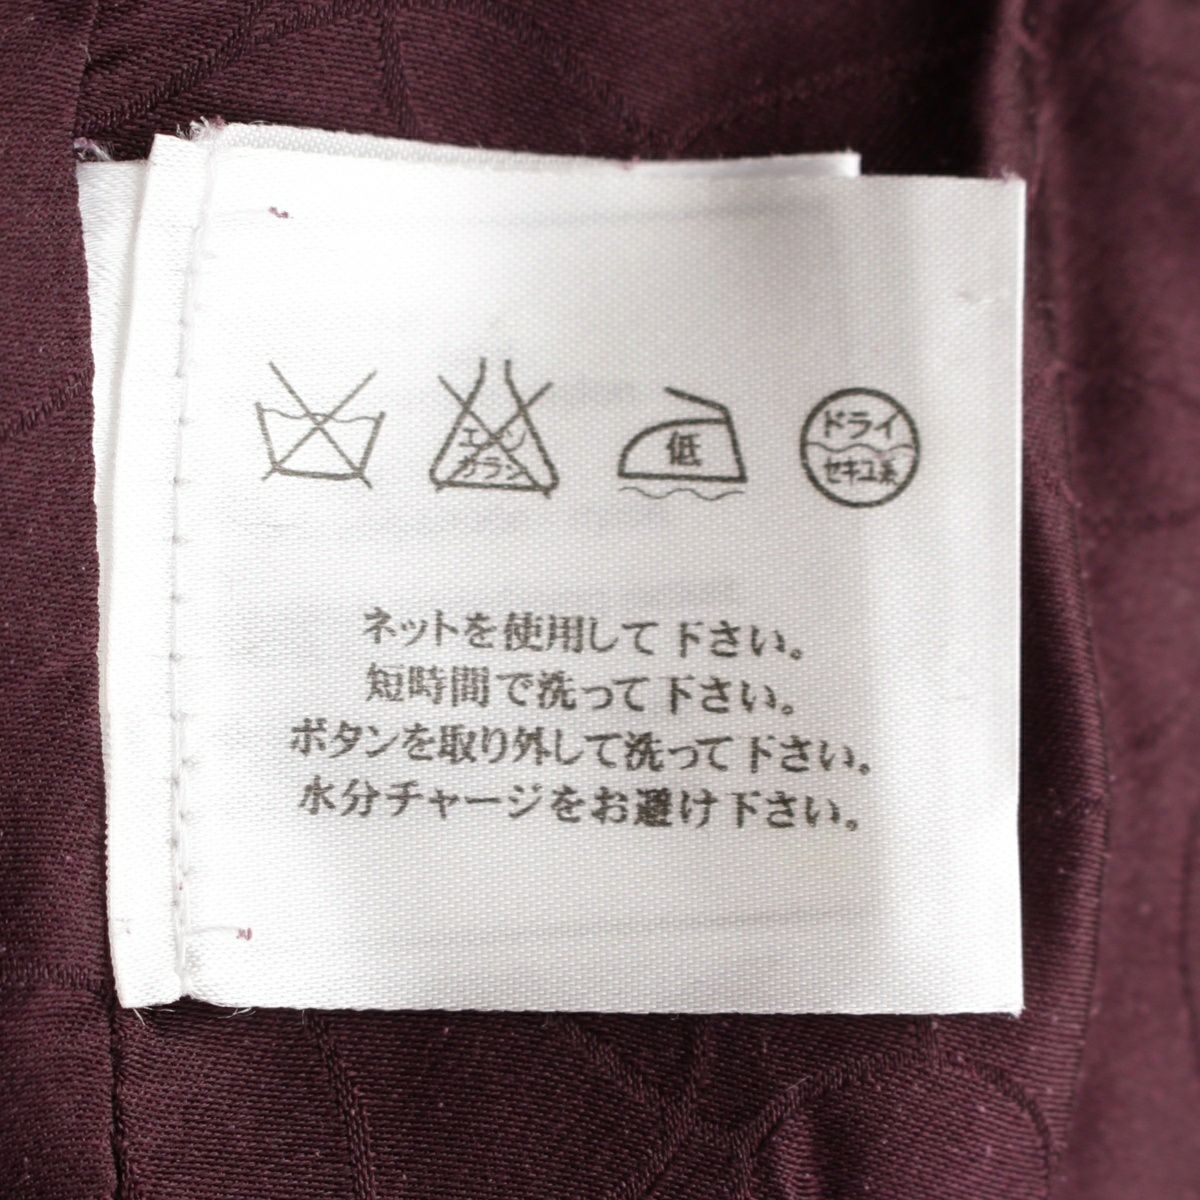 エンソ
サラシ
低
ドライ
セキユ系
ネットを使用して下さい。
短時間で洗って下さい。
ボタンを取り外して洗って下さい。
水分チャージをお避け下さい。